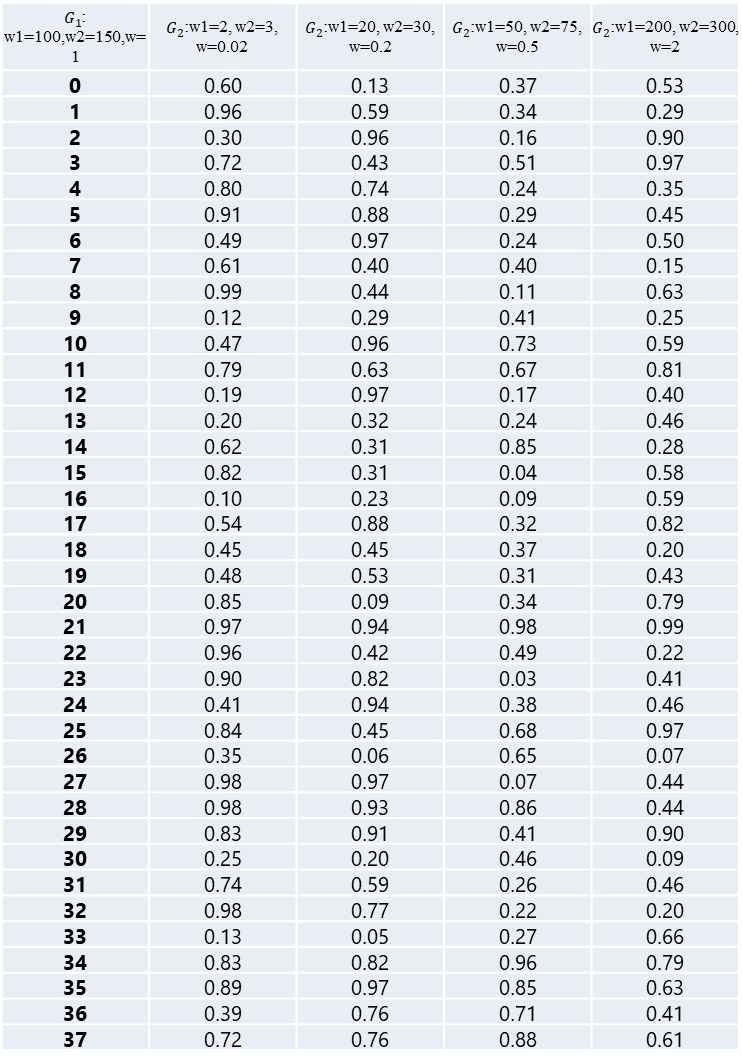 G₁:
w1=100,w2=150,w=
1
G₂:w1=2, w2=3,
w=0.02
G₂:w1=20, w2=30,
w=0.2
G₂:w1=50, w2=75,
w=0.5
G₂:w1=200, w2=300,
w=2
0 0.60 0.13 0.37 0.53
1 0.96 0.59 0.34 0.29
2 0.30 0.96 0.16 0.90
3 0.72 0.43 0.51 0.97
4 0.80 0.74 0.24 0.35
5 0.91 0.88 0.29 0.45
6 0.49 0.97 0.24 0.50
7 0.61 0.40 0.40 0.15
8 0.99 0.44 0.11 0.63
9 0.12 0.29 0.41 0.25
10 0.47 0.96 0.73 0.59
11 0.79 0.63 0.67 0.81
12 0.19 0.97 0.17 0.40
13 0.20 0.32 0.24 0.46
14 0.62 0.31 0.85 0.28
15 0.82 0.31 0.04 0.58
16 0.10 0.23 0.09 0.59
17 0.54 0.88 0.32 0.82
18 0.45 0.45 0.37 0.20
19 0.48 0.53 0.31 0.43
20 0.85 0.09 0.34 0.79
21 0.97 0.94 0.98 0.99
22 0.96 0.42 0.49 0.22
23 0.90 0.82 0.03 0.41
24 0.41 0.94 0.38 0.46
25 0.84 0.45 0.68 0.97
26 0.35 0.06 0.65 0.07
27 0.98 0.97 0.07 0.44
28 0.98 0.93 0.86 0.44
29 0.83 0.91 0.41 0.90
30 0.25 0.20 0.46 0.09
31 0.74 0.59 0.26 0.46
32 0.98 0.77 0.22 0.20
33 0.13 0.05 0.27 0.66
34 0.83 0.82 0.96 0.79
35 0.89 0.97 0.85 0.63
36 0.39 0.76 0.71 0.41
37 0.72 0.76 0.88 0.61